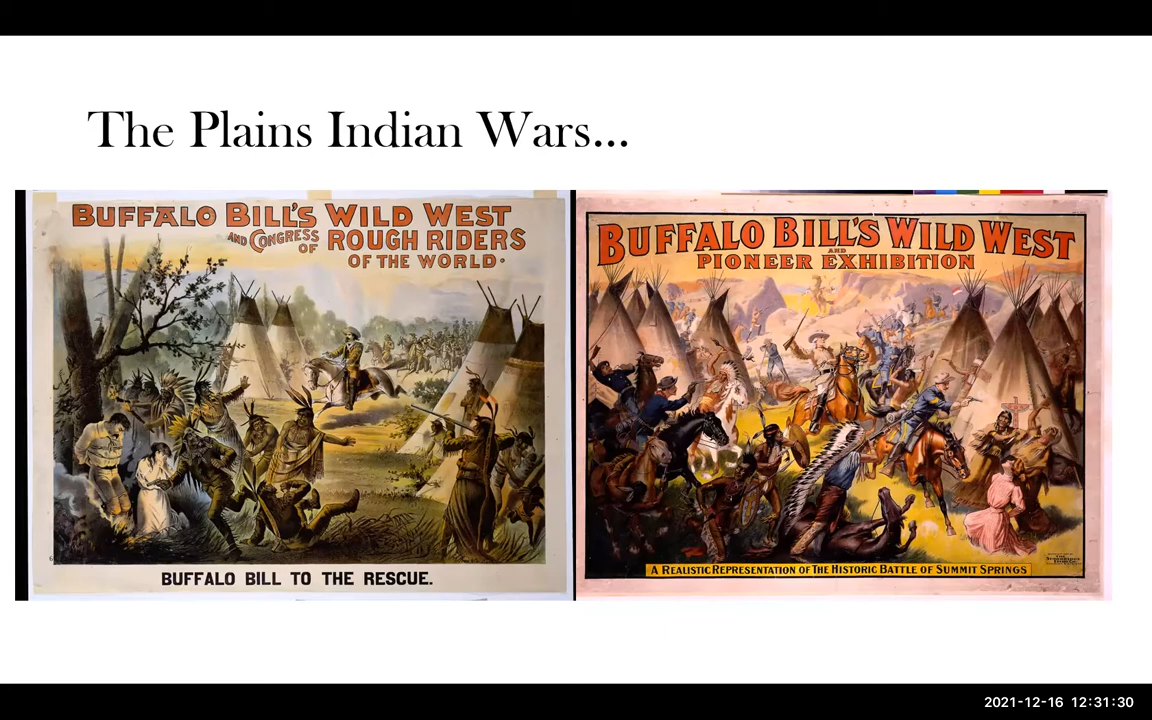 The Plains Indian Wars...
BUFFALO BILL'S WILD WEST
AND CONGRESS OF ROUGH RIDERS
OF THE WORLD.
BUFFALO BILL TO THE RESCUE.
BUFFALO BILL'S WILD WEST
AND
PIONEER EXHIBITION
A REALISTIC REPRESENTATION OF THE HISTORIC BATTLE OF SUMMIT SPRINGS
2021-12-16 12:31:30